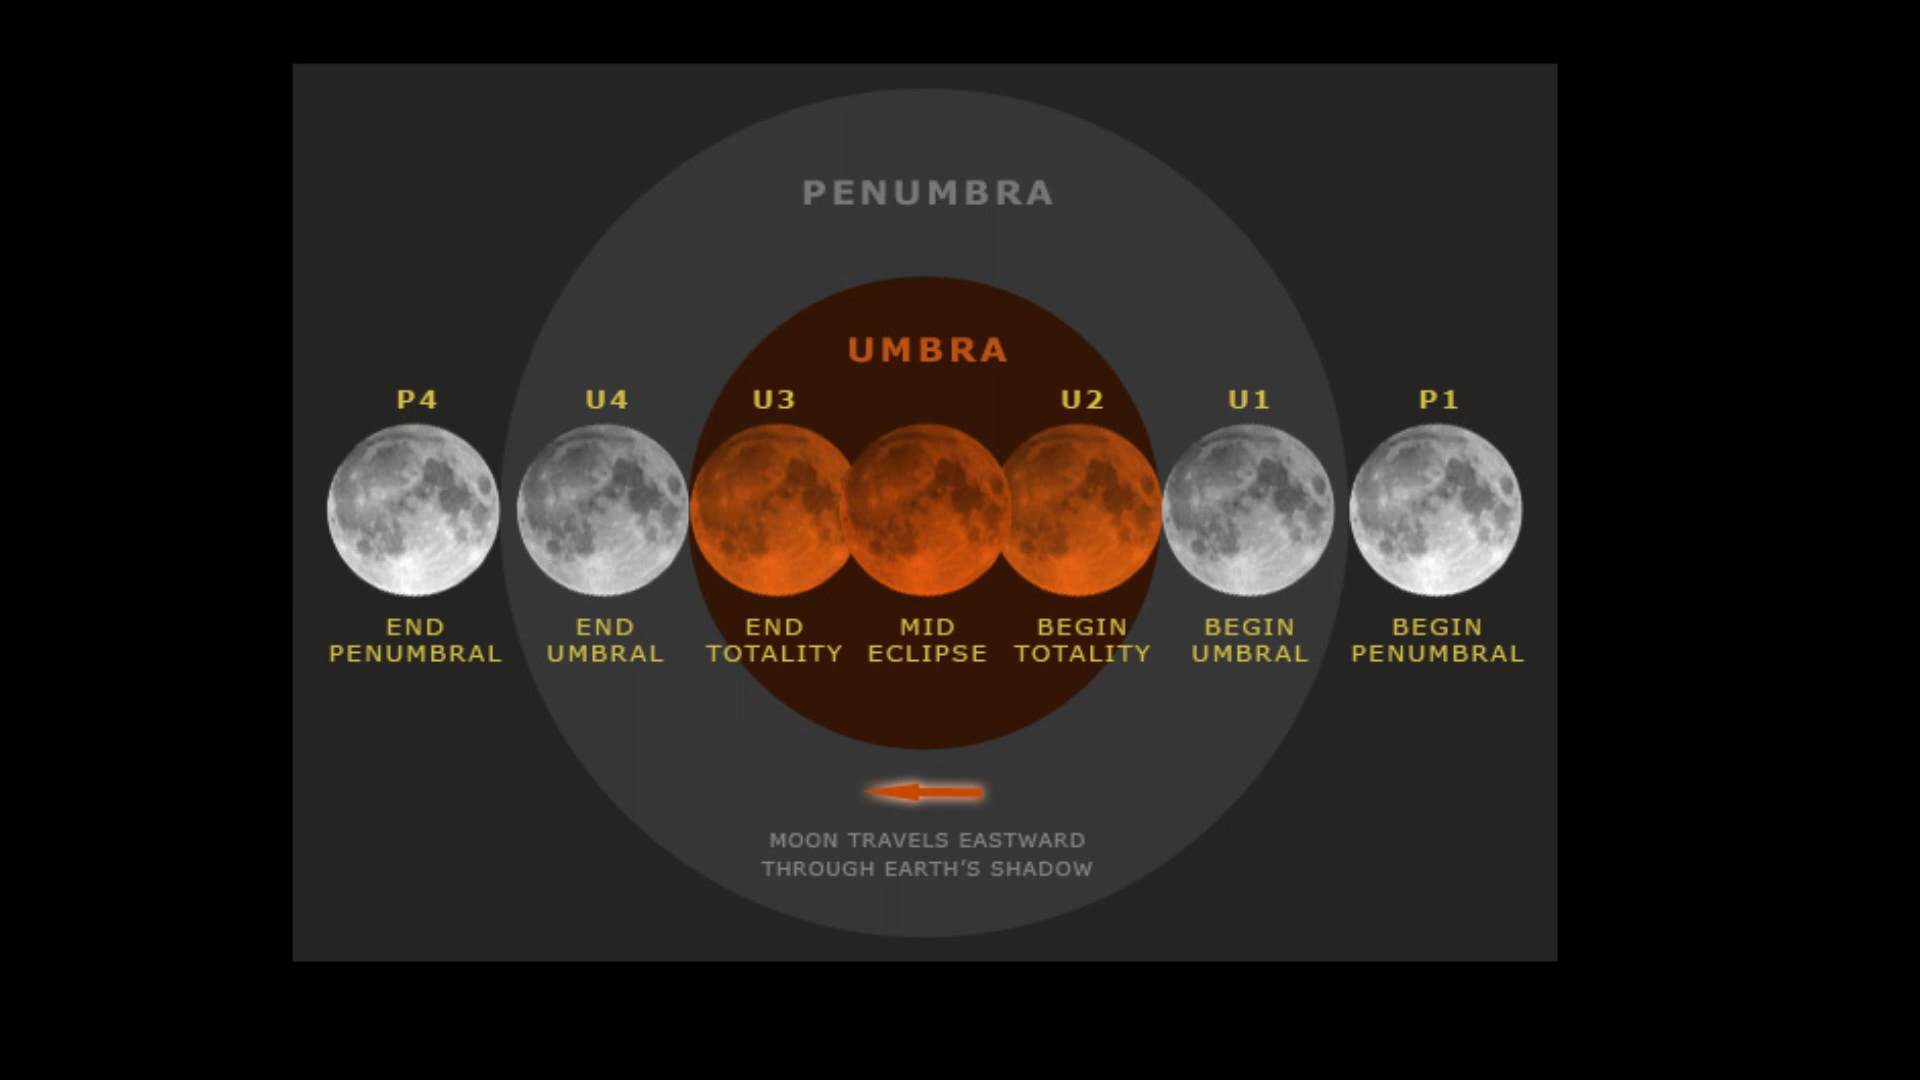 PENUMBRA
UMBRA
P4 U4 U3 U2 U1 P1
END END END MID BEGIN BEGIN BEGIN
PENUMBRAL UMBRAL TOTALITY ECLIPSE TOTALITY UMBRAL PENUMBRAL
MOON TRAVELS EASTWARD
THROUGH EARTH'S SHADOW